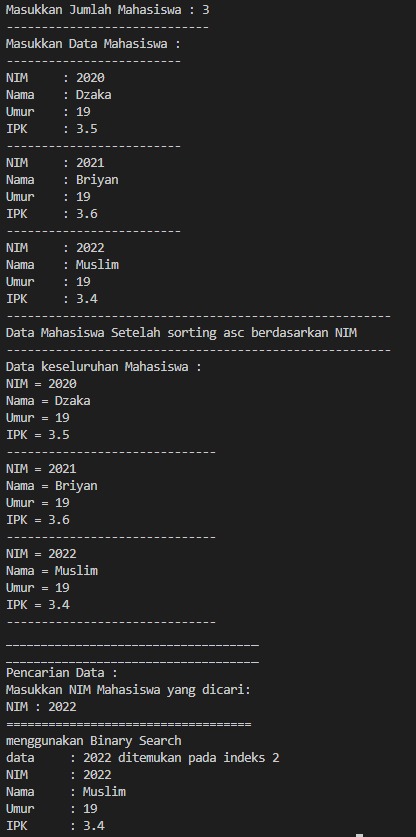 Masukkan Jumlah Mahasiswa : 3
-----------------------------
Masukkan Data Mahasiswa :
-------------------------
NIM     : 2020
Nama    : Dzaka
Umur    : 19
IPK     : 3.5
-------------------------
NIM     : 2021
Nama    : Briyan
Umur    : 19
IPK     : 3.6
-------------------------
NIM     : 2022
Nama    : Muslim
Umur    : 19
IPK     : 3.4
-------------------------------------------------------
Data Mahasiswa Setelah sorting asc berdasarkan NIM
-------------------------------------------------------
Data keseluruhan Mahasiswa :
NIM = 2020
Nama = Dzaka
Umur = 19
IPK = 3.5
------------------------------
NIM = 2021
Nama = Briyan
Umur = 19
IPK = 3.6
------------------------------
NIM = 2022
Nama = Muslim
Umur = 19
IPK = 3.4
------------------------------
____________________________________
____________________________________
Pencarian Data :
Masukkan NIM Mahasiswa yang dicari:
NIM : 2022
===================================
menggunakan Binary Search
data     : 2022 ditemukan pada indeks 2
NIM      : 2022
Nama     : Muslim
Umur     : 19
IPK      : 3.4